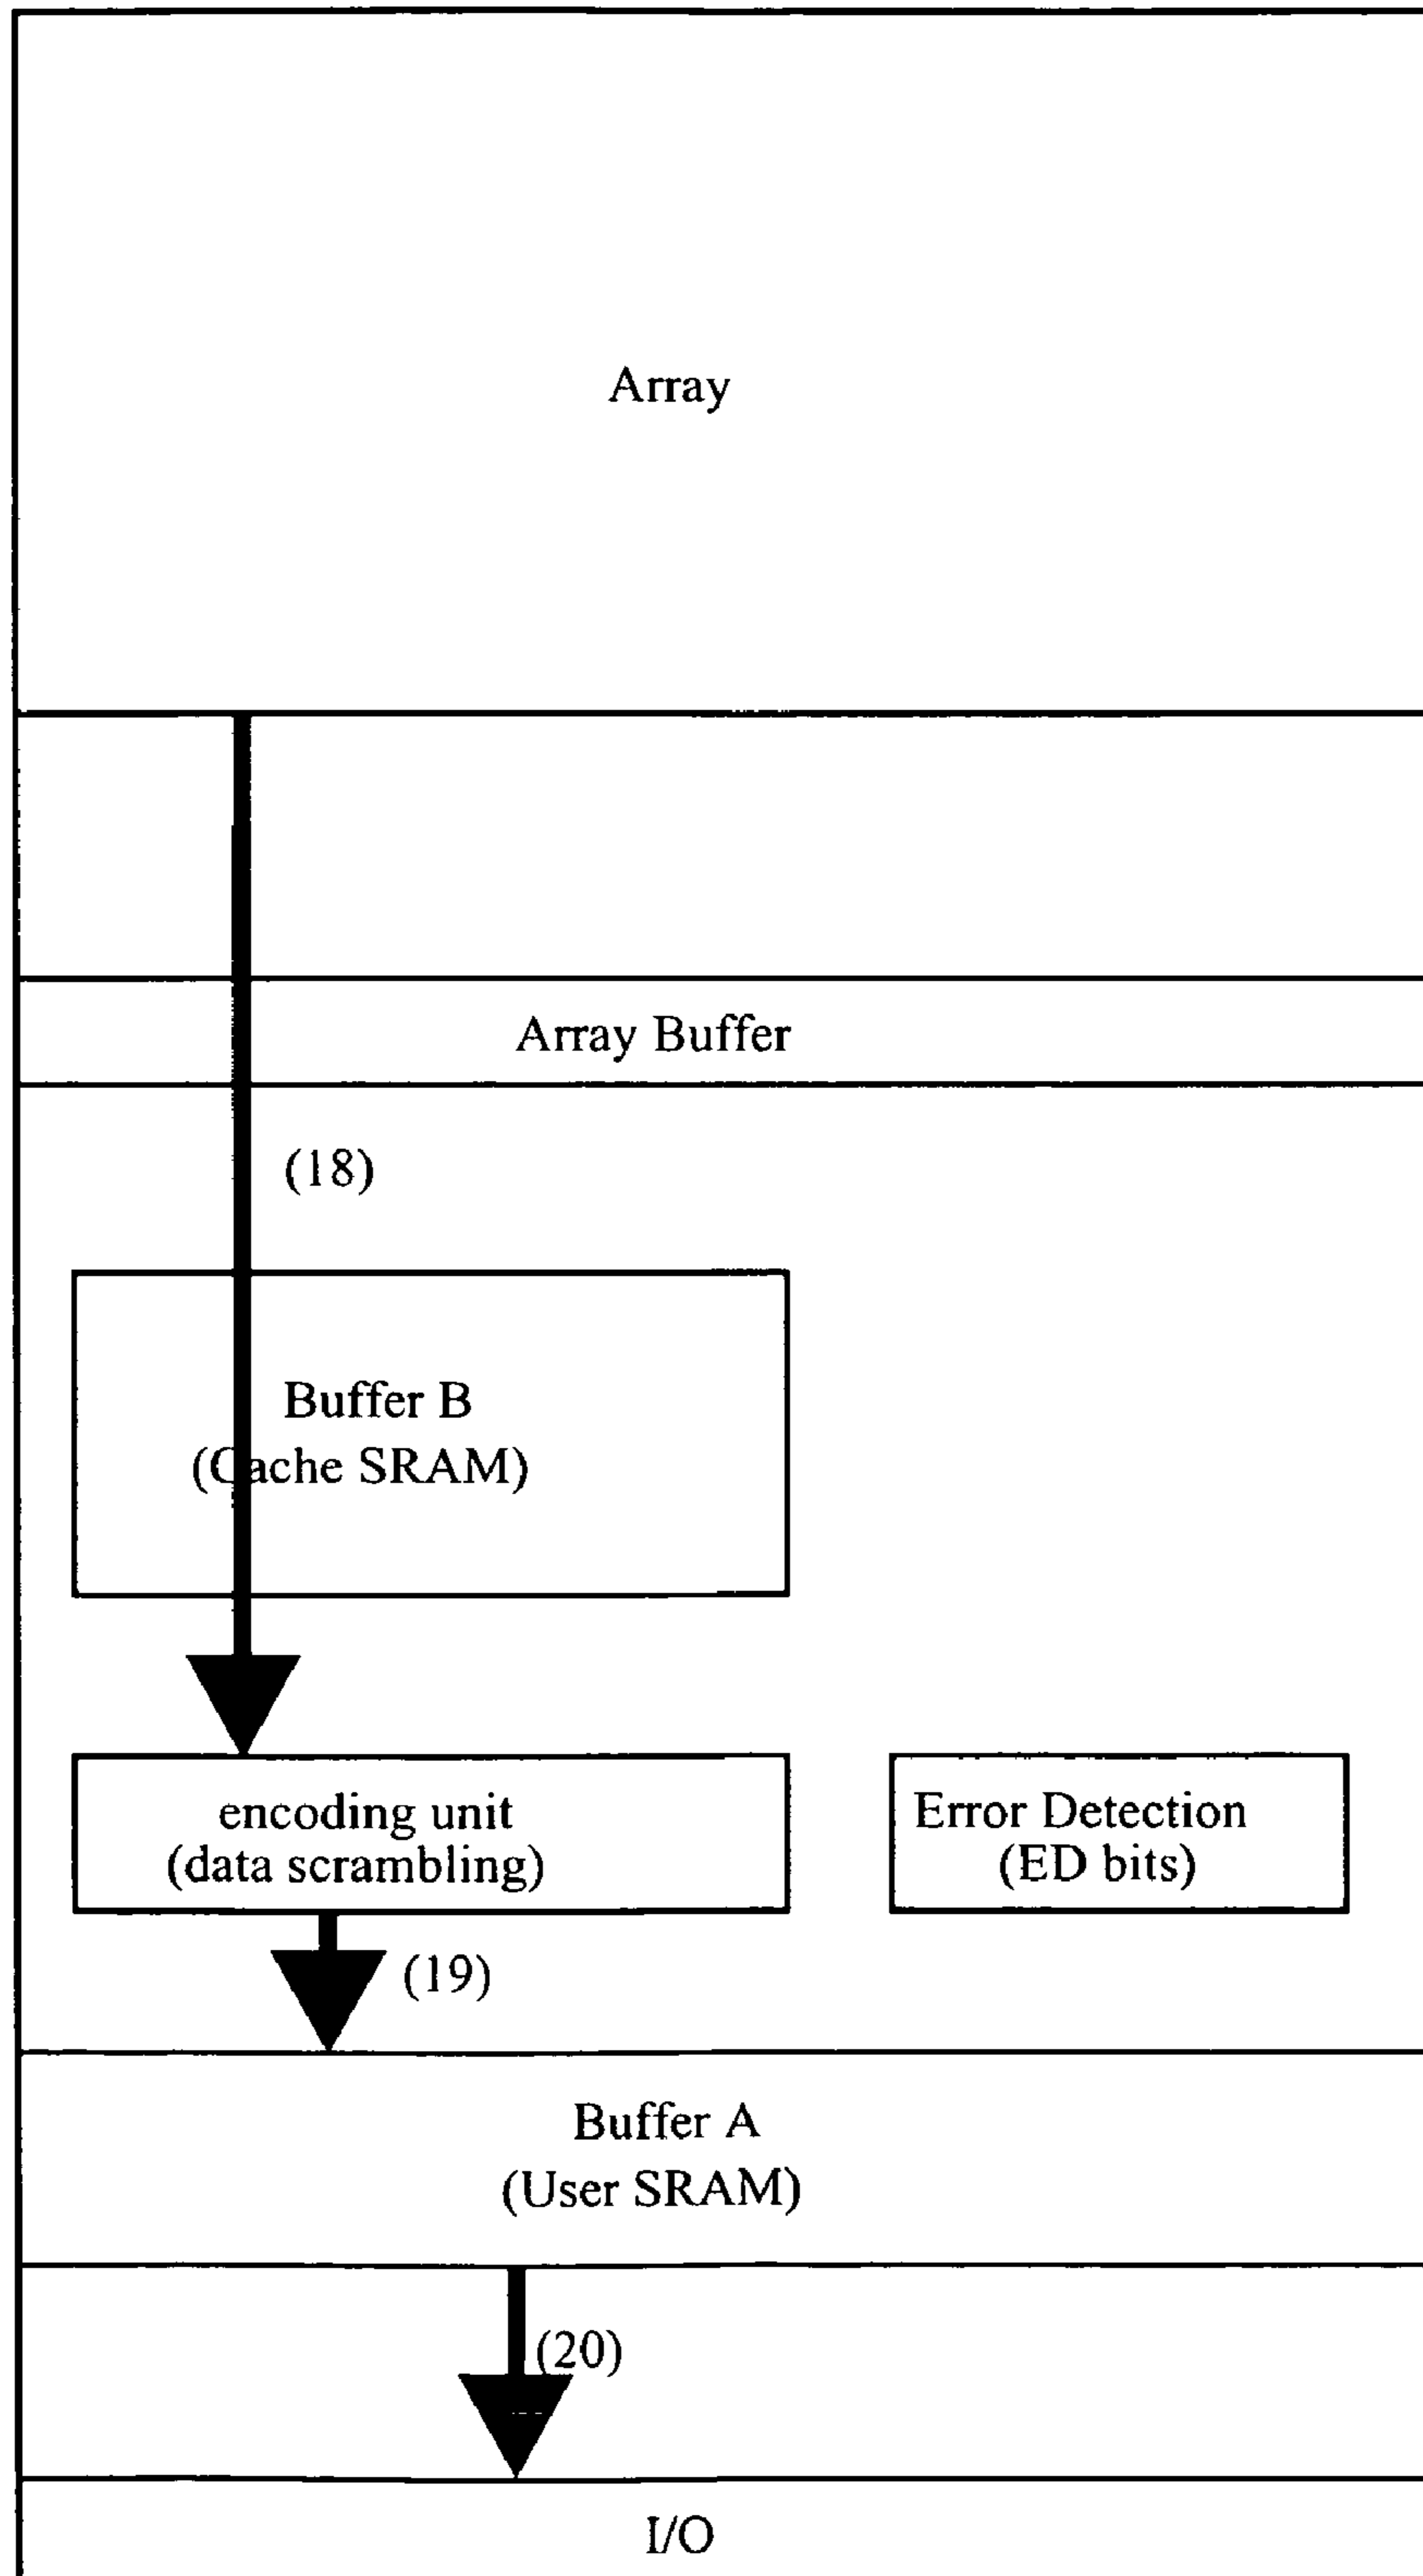 Array
Array Buffer
(18)
Buffer B
(Cache SRAM)
encoding unit
(data scrambling)
Error Detection
(ED bits)
(19)
Buffer A
(User SRAM)
(20)
I/O